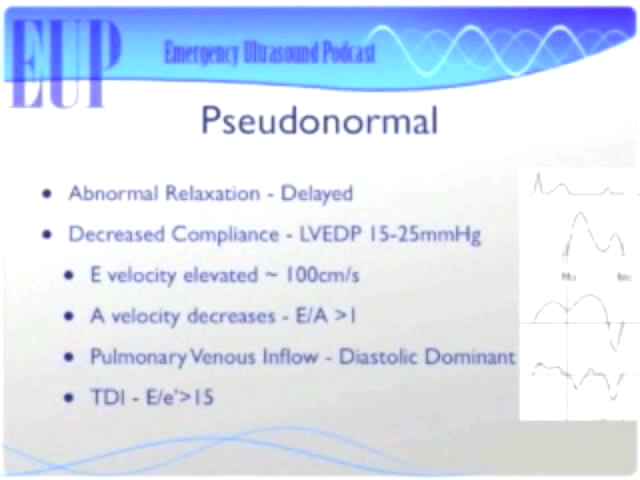 EUP
Emergency Ultrasound Podcast
Pseudonormal
• Abnormal Relaxation - Delayed
• Decreased Compliance - LVEDP 15-25mmHg
• E velocity elevated ~ 100cm/s
• A velocity decreases - E/A >1
• Pulmonary Venous Inflow - Diastolic Dominant
• TDI - E/e'>15